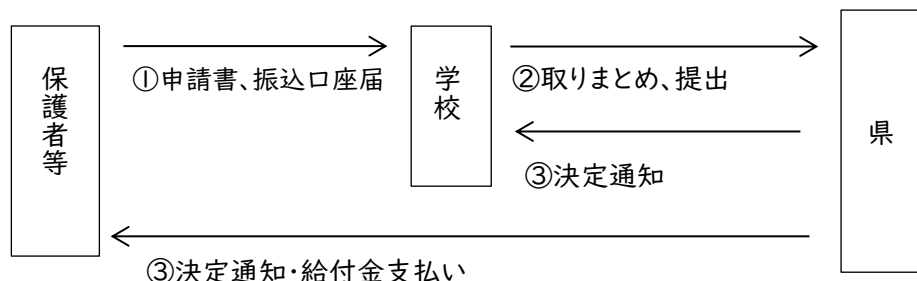 保護者等
①申請書、振込口座届
学校
②取りまとめ、提出
県
③決定通知
③決定通知・給付金支払い